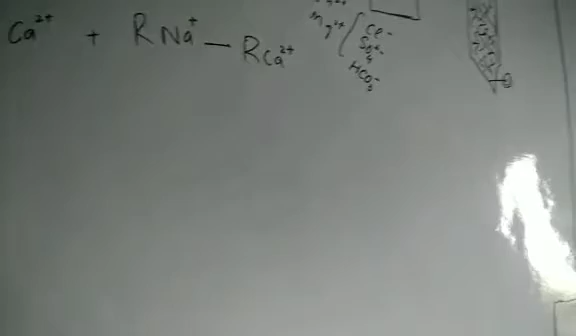 Ca²⁺ + RNa⁺ — RCa²⁺
Mg²⁺ / Cl⁻
SO₄²⁻
HCO₃⁻